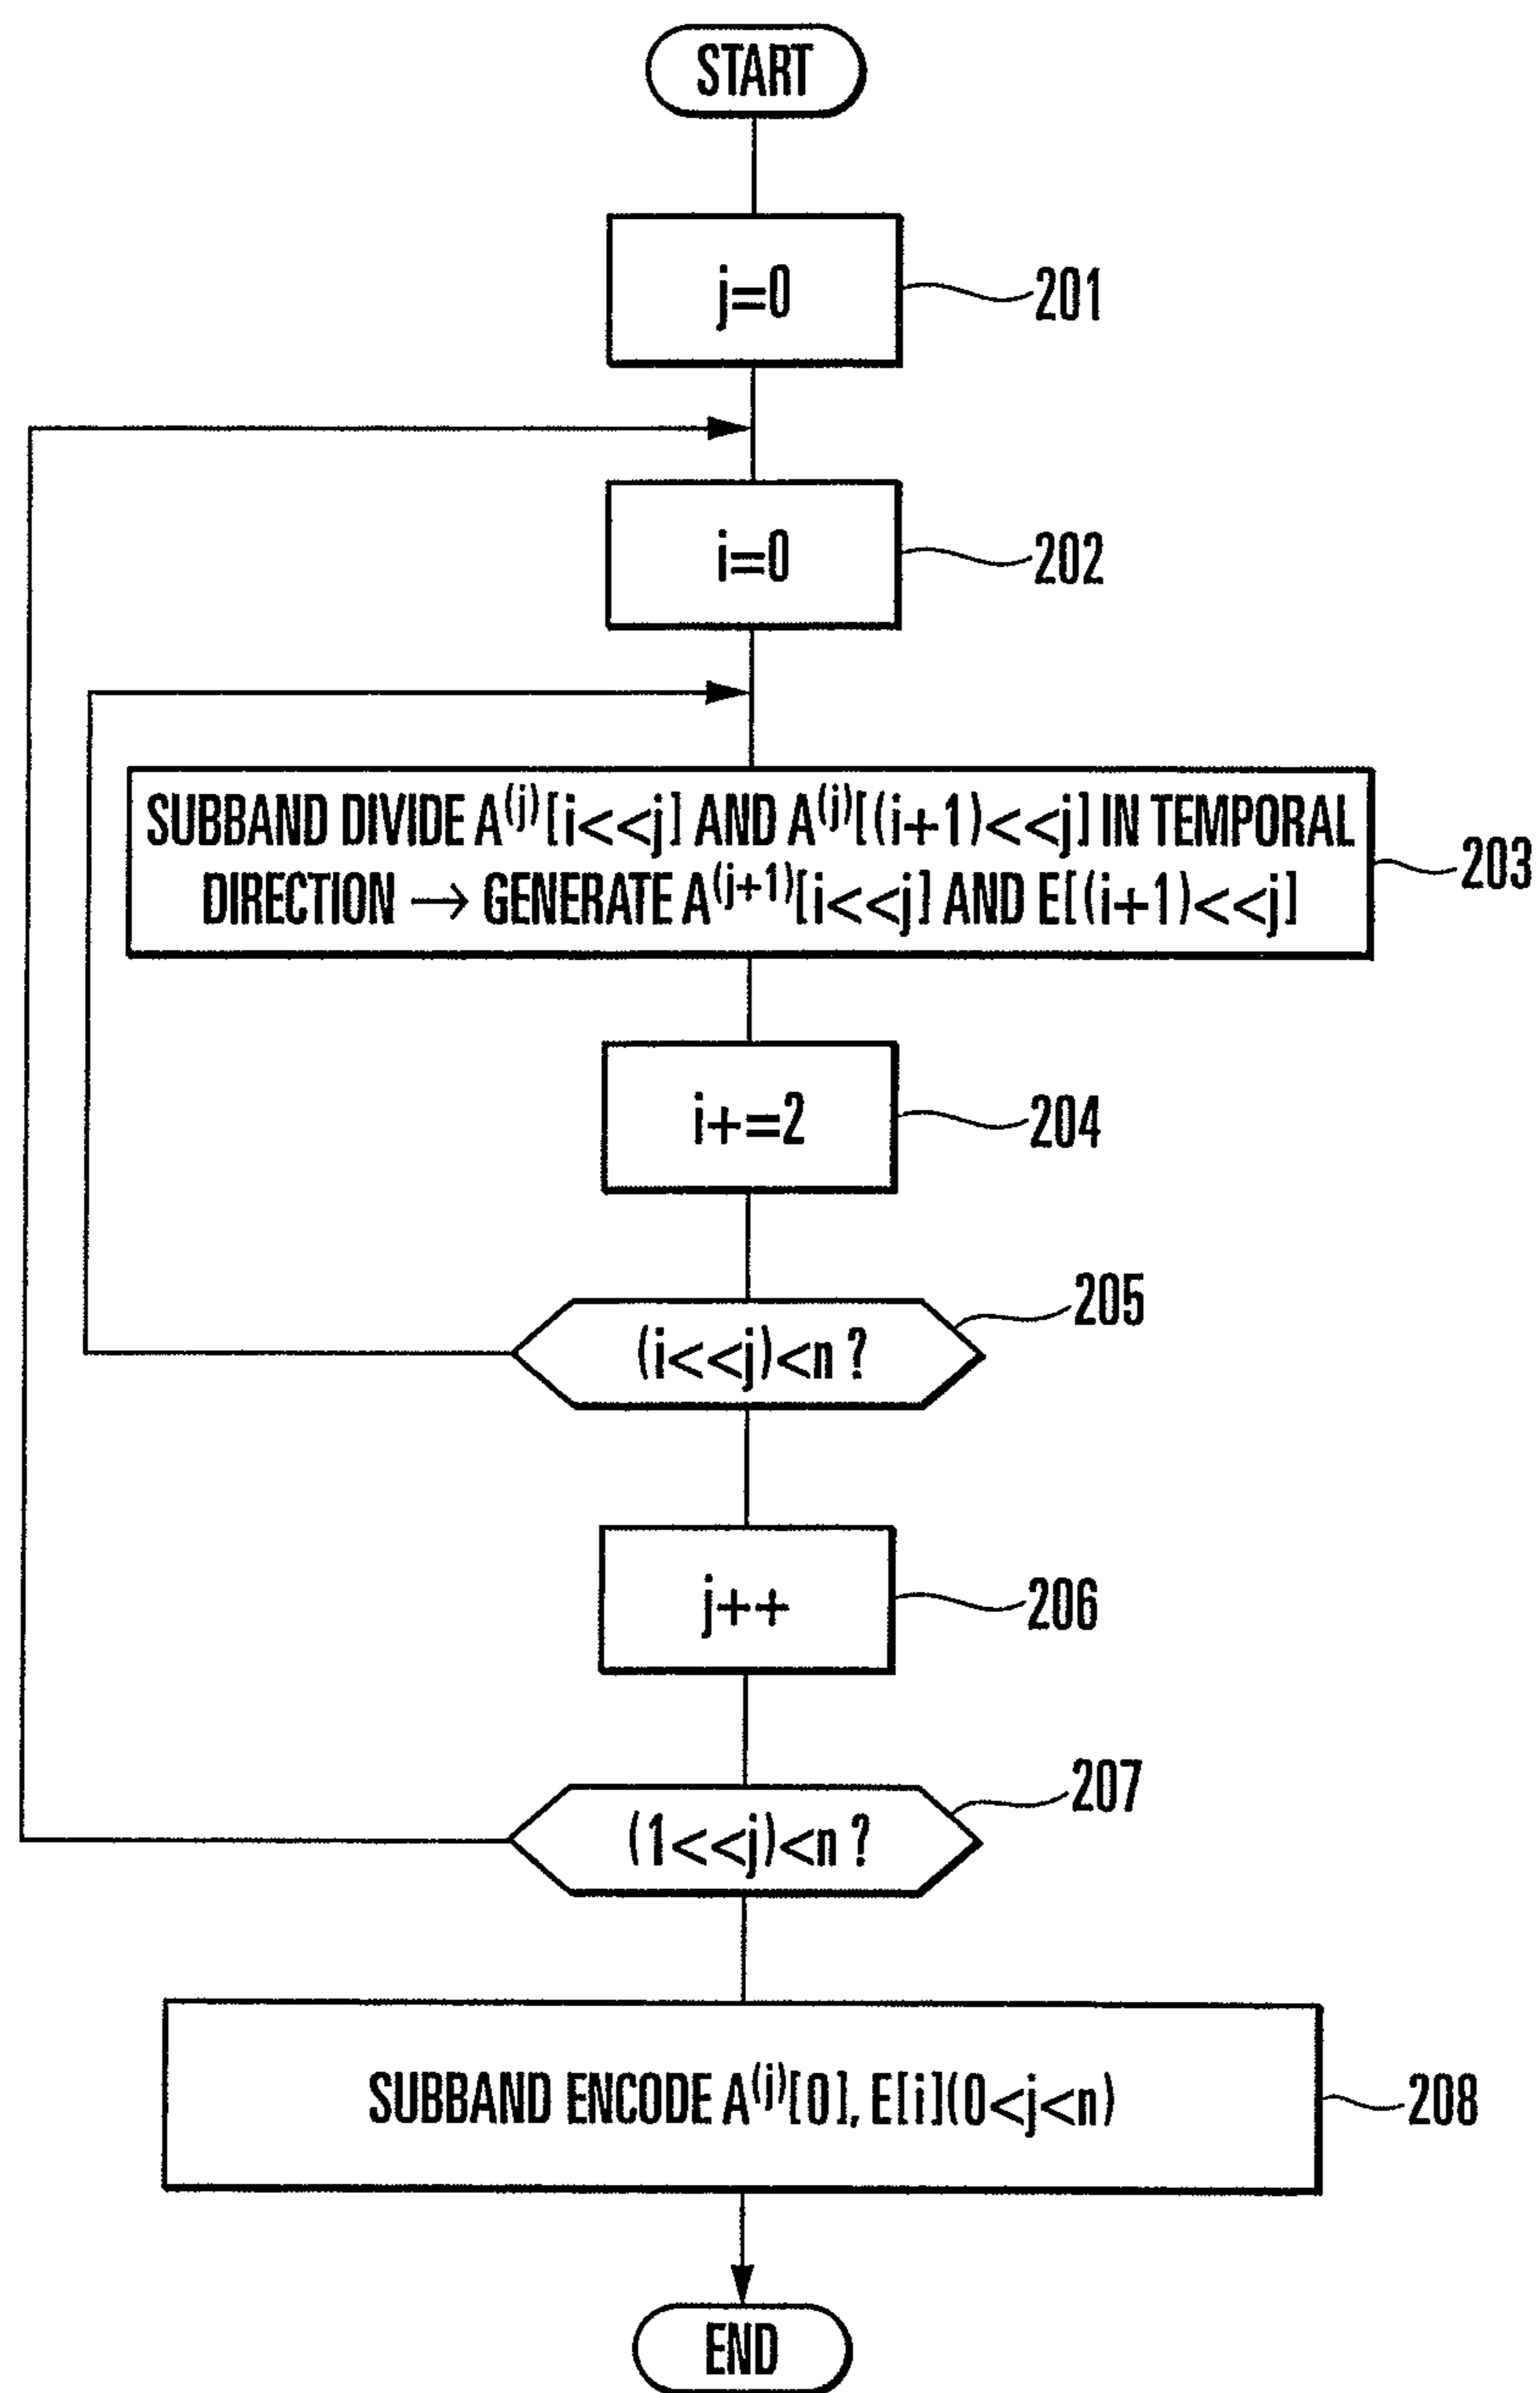 START
j=0
201
i=0
202
SUBBAND DIVIDE A(j)[i<<j] AND A(j)[(i+1)<<j] IN TEMPORAL
DIRECTION → GENERATE A(j+1)[i<<j] AND E[(i+1)<<j]
203
i+=2
204
205
(i<<j)<n ?
j++
206
207
(1<<j)<n ?
SUBBAND ENCODE A(j)[0], E[i](0<j<n)
208
END